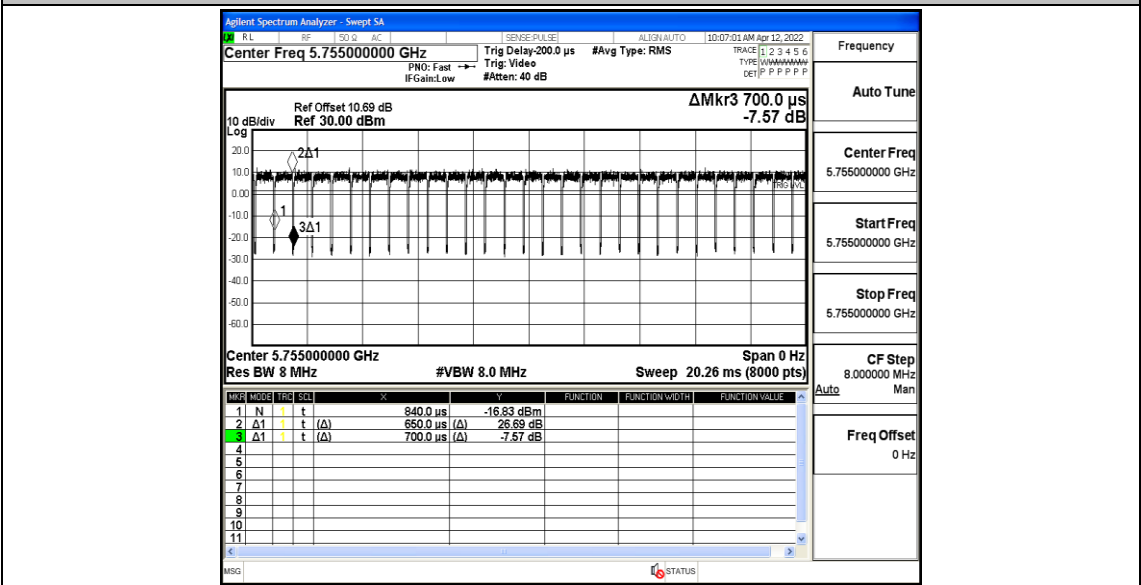 Agilent Spectrum Analyzer - Swept SA
RL RF 50 Ω AC SENSE:PULSE ALIGNAUTO 10:07:01 AM Apr 12, 2022
Center Freq 5.755000000 GHz Trig Delay-200.0 µs #Avg Type: RMS TRACE 1 2 3 4 5 6
PNO: Fast Trig: Video TYPE
IFGain:Low #Atten: 40 dB DET P P P P P P
Frequency
Auto Tune
ΔMkr3 700.0 µs
-7.57 dB
Ref Offset 10.69 dB
10 dB/div Ref 30.00 dBm
Log
20.0
10.0
0.00
-10.0
-20.0
-30.0
-40.0
-50.0
-60.0
2Δ1
1
3Δ1
TRIG LVL
Center 5.755000000 GHz Span 0 Hz
Res BW 8 MHz #VBW 8.0 MHz Sweep 20.26 ms (8000 pts)
Center Freq
5.755000000 GHz
Start Freq
5.755000000 GHz
Stop Freq
5.755000000 GHz
CF Step
8.000000 MHz
Auto Man
Freq Offset
0 Hz
MKR MODE TRC SCL X Y FUNCTION FUNCTION WIDTH FUNCTION VALUE
1 N 1 t 840.0 µs -16.83 dBm
2 Δ1 1 t (Δ) 650.0 µs (Δ) 26.69 dB
3 Δ1 1 t (Δ) 700.0 µs (Δ) -7.57 dB
4
5
6
7
8
9
10
11
MSG STATUS